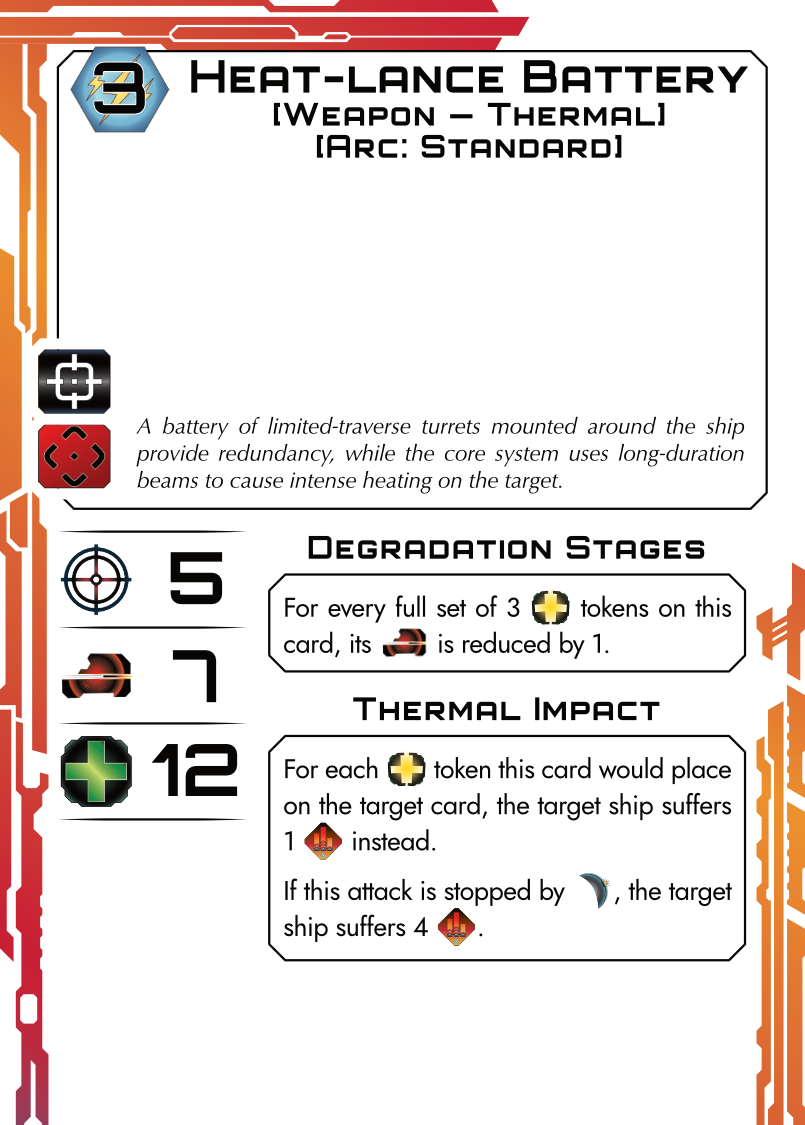 3
HEAT-LANCE BATTERY
[WEAPON – THERMAL]
[ARC: STANDARD]
A battery of limited-traverse turrets mounted around the ship
provide redundancy, while the core system uses long-duration
beams to cause intense heating on the target.
5
7
12
DEGRADATION STAGES
For every full set of 3 tokens on this
card, its is reduced by 1.
THERMAL IMPACT
For each token this card would place
on the target card, the target ship suffers
1 instead.
If this attack is stopped by , the target
ship suffers 4 .